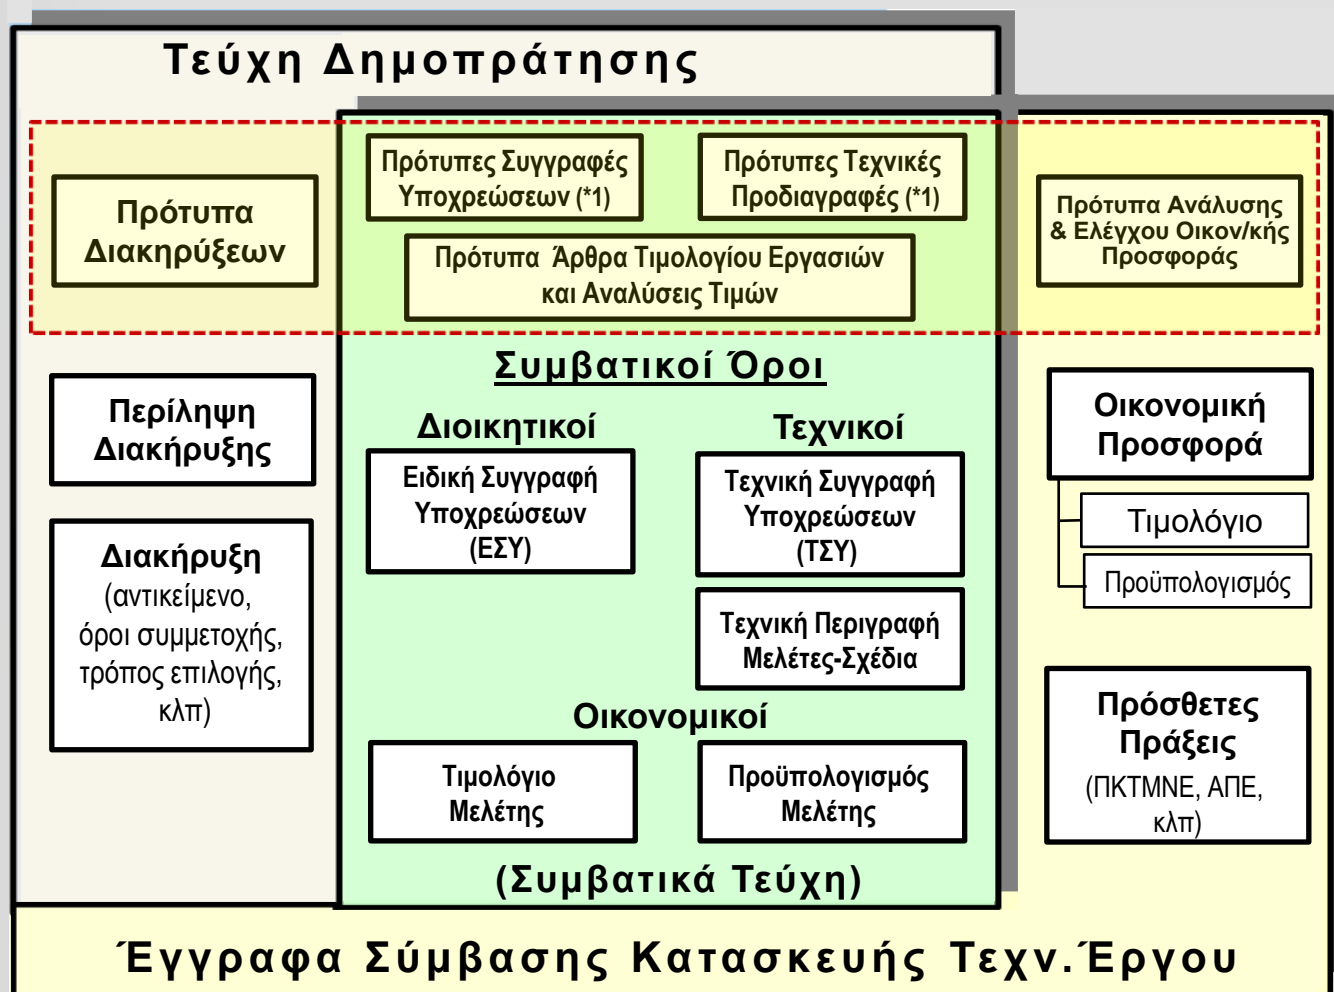 Τεύχη Δημοπράτησης
Πρότυπα
Διακηρύξεων
Πρότυπες Συγγραφές
Υποχρεώσεων (*1)
Πρότυπες Τεχνικές
Προδιαγραφές (*1)
Πρότυπα Άρθρα Τιμολογίου Εργασιών
και Αναλύσεις Τιμών
Πρότυπα Ανάλυσης
& Ελέγχου Οικον/κής
Προσφοράς
Περίληψη
Διακήρυξης
Διακήρυξη
(αντικείμενο,
όροι συμμετοχής,
τρόπος επιλογής,
κλπ)
Συμβατικοί Όροι
Διοικητικοί
Ειδική Συγγραφή
Υποχρεώσεων
(ΕΣΥ)
Τεχνικοί
Τεχνική Συγγραφή
Υποχρεώσεων
(ΤΣΥ)
Τεχνική Περιγραφή
Μελέτες-Σχέδια
Οικονομικοί
Τιμολόγιο
Μελέτης
Προϋπολογισμός
Μελέτης
(Συμβατικά Τεύχη)
Οικονομική
Προσφορά
Τιμολόγιο
Προϋπολογισμός
Πρόσθετες
Πράξεις
(ΠΚΤΜΝΕ, ΑΠΕ,
κλπ)
Έγγραφα Σύμβασης Κατασκευής Τεχν.Έργου